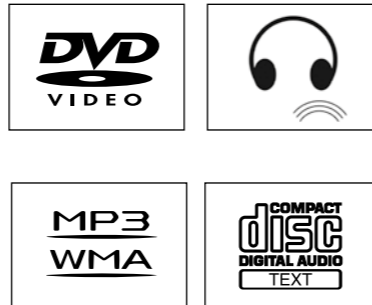 DVD
VIDEO
MP3
WMA
COMPACT
disc
DIGITAL AUDIO
TEXT